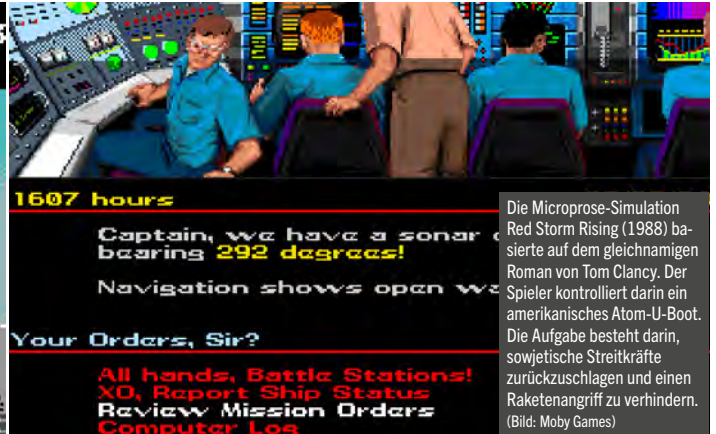 1607 hours
Captain, we have a sonar
bearing 292 degrees!
Navigation shows open
Your Orders, Sir?
All hands, Battle Stations!
XO, Report Ship Status
Review Mission Orders
Computer Log
Die Microprose-Simulation
Red Storm Rising (1988) ba-
sierte auf dem gleichnamigen
Roman von Tom Clancy. Der
Spieler kontrolliert darin ein
amerikanisches Atom-U-Boot.
Die Aufgabe besteht darin,
sowjetische Streitkräfte
zurückzuschlagen und einen
Raketenangriff zu verhindern.
(Bild: Moby Games)